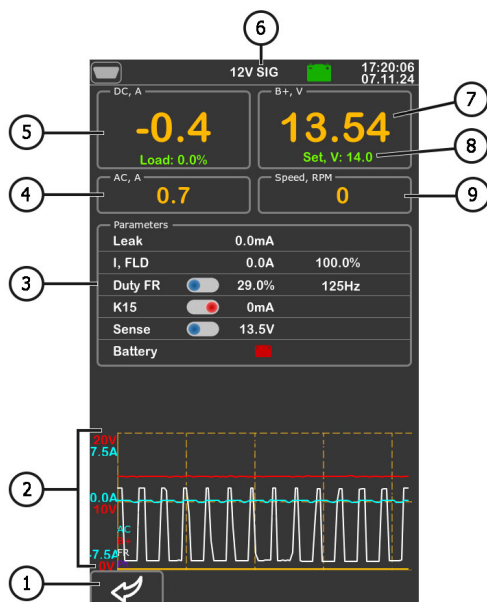 6
12V SIG
17:20:06
07.11.24
DC, A
B+, V
7
-0.4
13.54
5
8
Load: 0.0%
Set, V: 14.0
AC, A
Speed, RPM
4
0.7
0
9
Parameters
Leak 0.0mA
I, FLD 0.0A 100.0%
3
Duty FR 29.0% 125Hz
K15 0mA
Sense 13.5V
Battery
20V
7.5A
2
0.0A
10V
AC
FR
-7.5A
0V
1